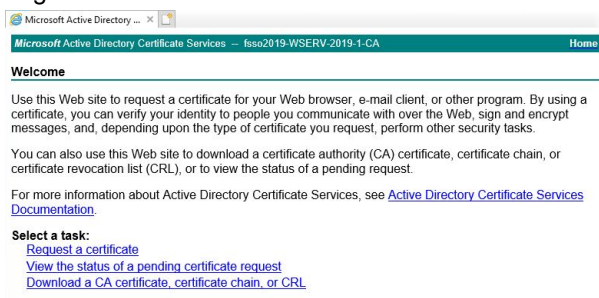 Microsoft Active Directory ...
Microsoft Active Directory Certificate Services -- fsso2019-WSERV-2019-1-CA Home
Welcome
Use this Web site to request a certificate for your Web browser, e-mail client, or other program. By using a
certificate, you can verify your identity to people you communicate with over the Web, sign and encrypt
messages, and, depending upon the type of certificate you request, perform other security tasks.
You can also use this Web site to download a certificate authority (CA) certificate, certificate chain, or
certificate revocation list (CRL), or to view the status of a pending request.
For more information about Active Directory Certificate Services, see Active Directory Certificate Services
Documentation.
Select a task:
Request a certificate
View the status of a pending certificate request
Download a CA certificate, certificate chain, or CRL